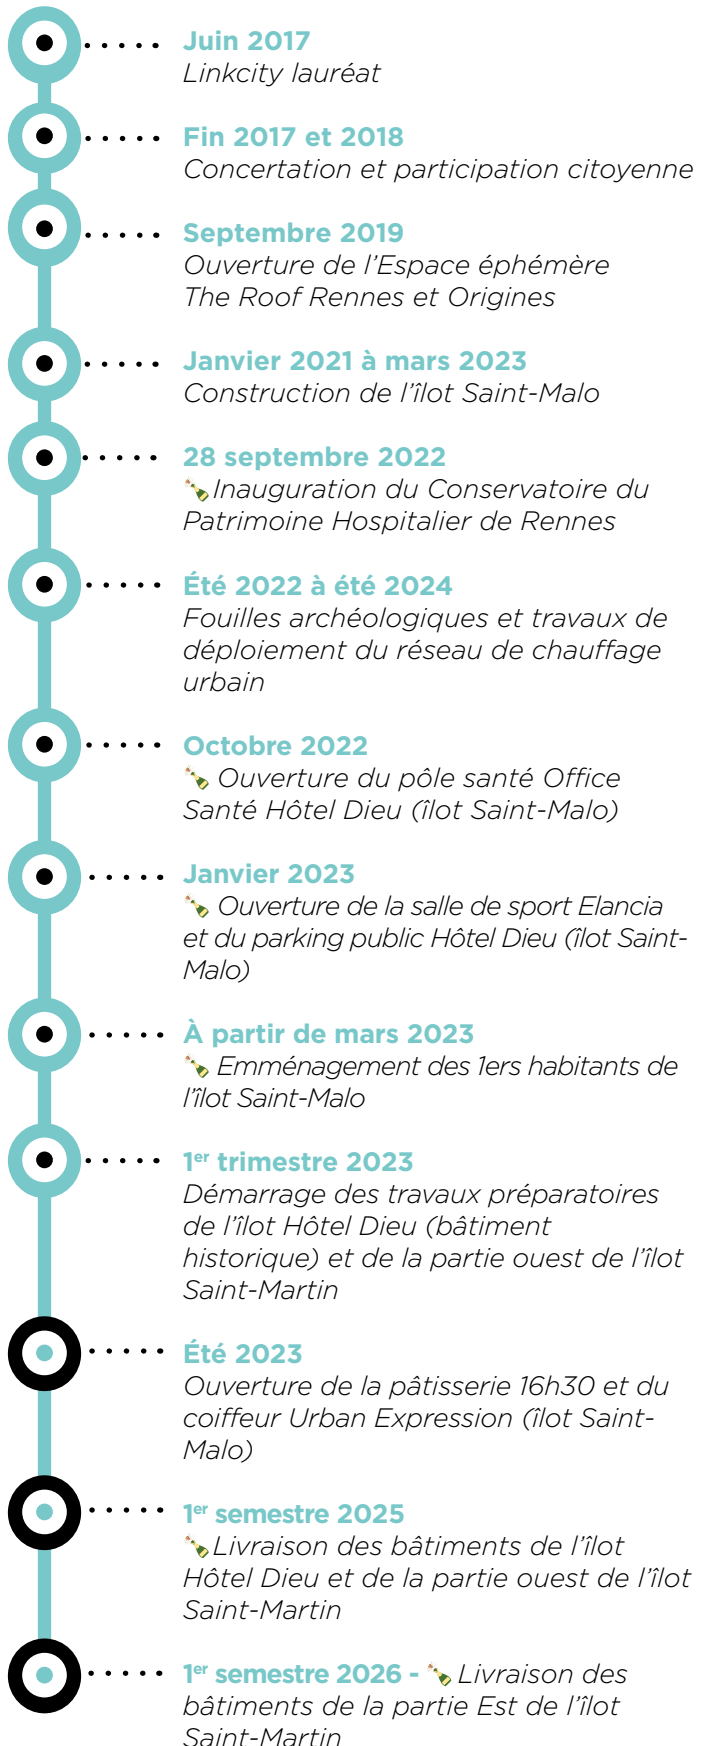 Juin 2017
Linkcity lauréat
Fin 2017 et 2018
Concertation et participation citoyenne
Septembre 2019
Ouverture de l’Espace éphémère
The Roof Rennes et Origines
Janvier 2021 à mars 2023
Construction de l’îlot Saint-Malo
28 septembre 2022
Inauguration du Conservatoire du
Patrimoine Hospitalier de Rennes
Été 2022 à été 2024
Fouilles archéologiques et travaux de
déploiement du réseau de chauffage
urbain
Octobre 2022
Ouverture du pôle santé Office
Santé Hôtel Dieu (îlot Saint-Malo)
Janvier 2023
Ouverture de la salle de sport Elancia
et du parking public Hôtel Dieu (îlot Saint-
Malo)
À partir de mars 2023
Emménagement des 1ers habitants de
l’îlot Saint-Malo
1er trimestre 2023
Démarrage des travaux préparatoires
de l’îlot Hôtel Dieu (bâtiment
historique) et de la partie ouest de l’îlot
Saint-Martin
Été 2023
Ouverture de la pâtisserie 16h30 et du
coiffeur Urban Expression (îlot Saint-
Malo)
1er semestre 2025
Livraison des bâtiments de l’îlot
Hôtel Dieu et de la partie ouest de l’îlot
Saint-Martin
1er semestre 2026 - Livraison des
bâtiments de la partie Est de l’îlot
Saint-Martin